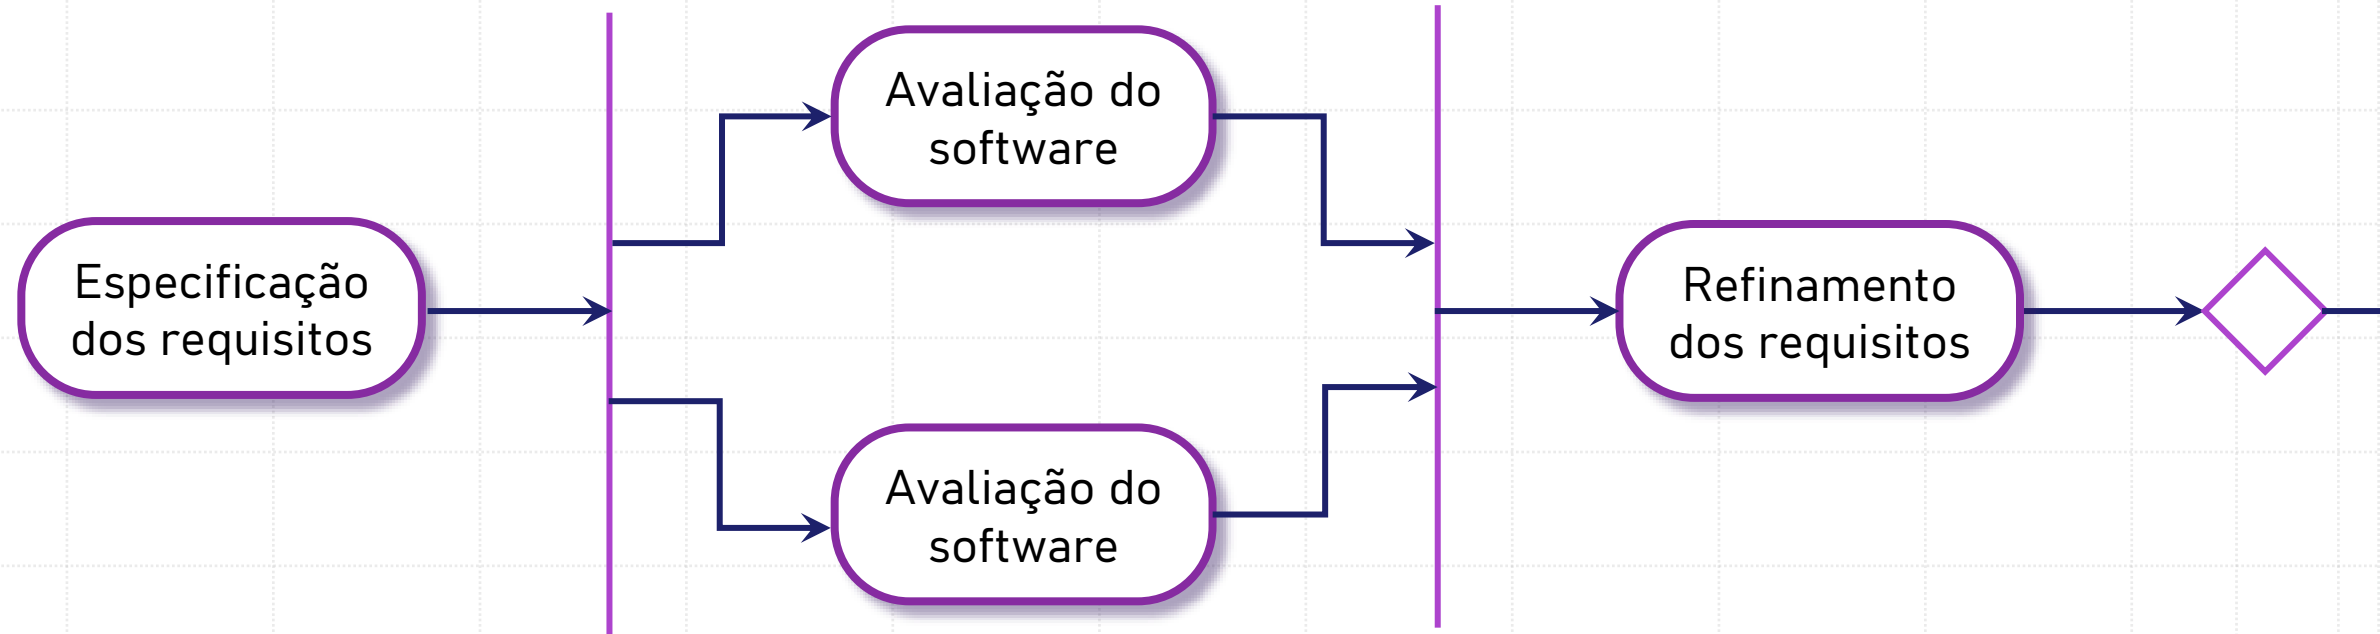 Especificação
dos requisitos
Avaliação do
software
Avaliação do
software
Refinamento
dos requisitos